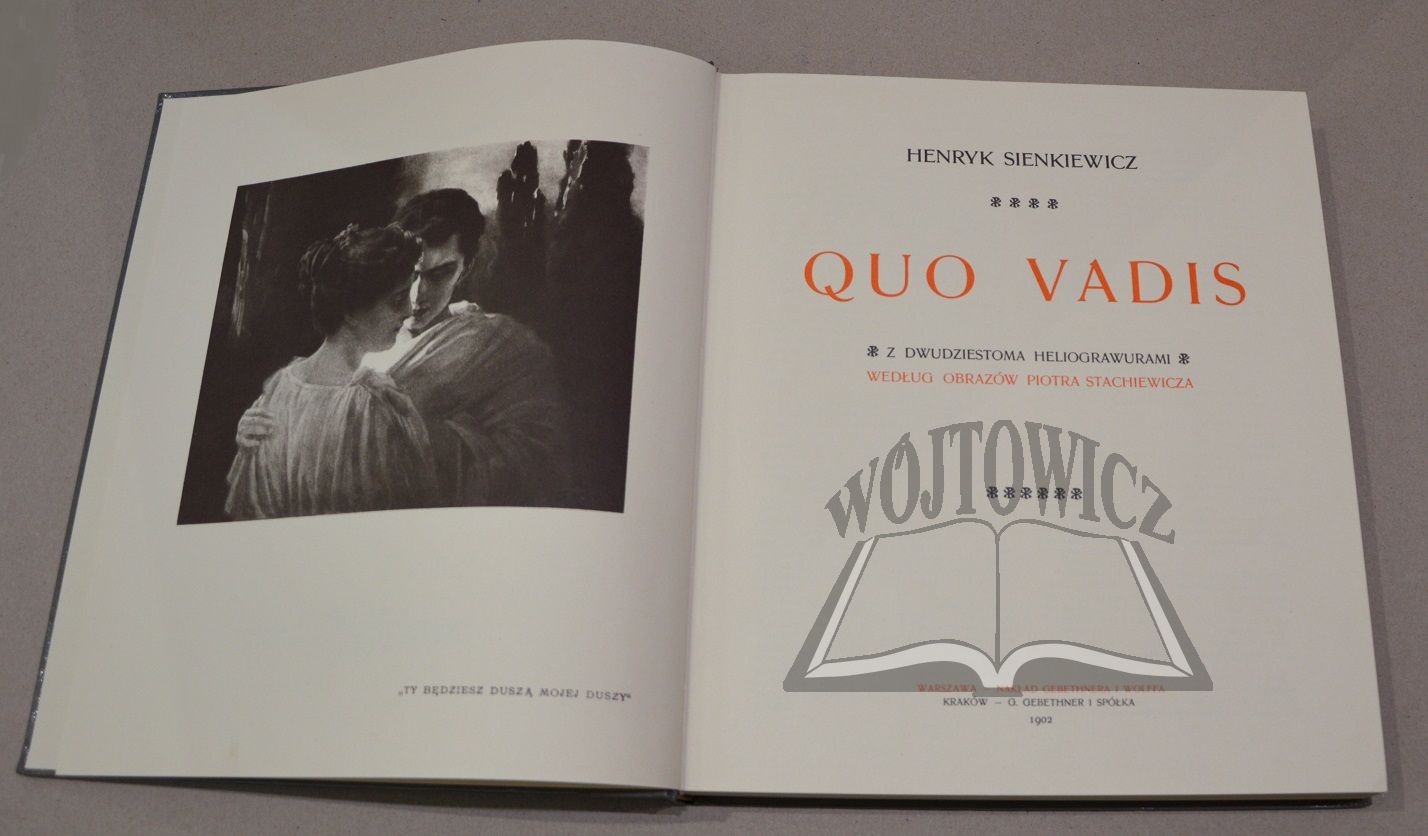 „TY BĘDZIESZ DUSZĄ MOJEJ DUSZY“
HENRYK SIENKIEWICZ
QUO VADIS
Z DWUDZIESTOMA HELIOGRAWURAMI
WEDŁUG OBRAZÓW PIOTRA STACHIEWICZA
WÓJTOWICZ
WARSZAWA – NAKŁAD GEBETHNERA I WOLFFA
KRAKÓW – G. GEBETHNER I SPÓŁKA
1902